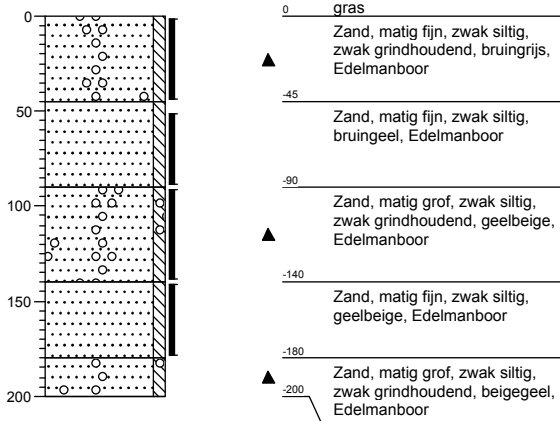 0
50
100
150
200
0
gras
Zand, matig fijn, zwak siltig,
zwak grindhoudend, bruingrijs,
Edelmanboor
-45
Zand, matig fijn, zwak siltig,
bruingeel, Edelmanboor
-90
Zand, matig grof, zwak siltig,
zwak grindhoudend, geelbeige,
Edelmanboor
-140
Zand, matig fijn, zwak siltig,
geelbeige, Edelmanboor
-180
Zand, matig grof, zwak siltig,
zwak grindhoudend, beigegeel,
Edelmanboor
-200